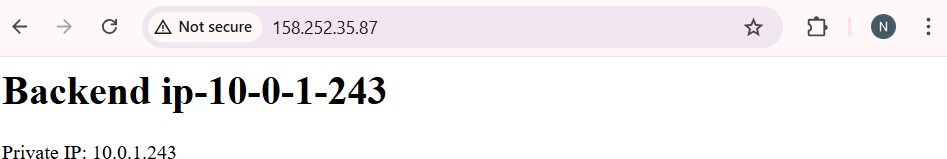 Not secure 158.252.35.87
N
Backend ip-10-0-1-243
Private IP: 10.0.1.243